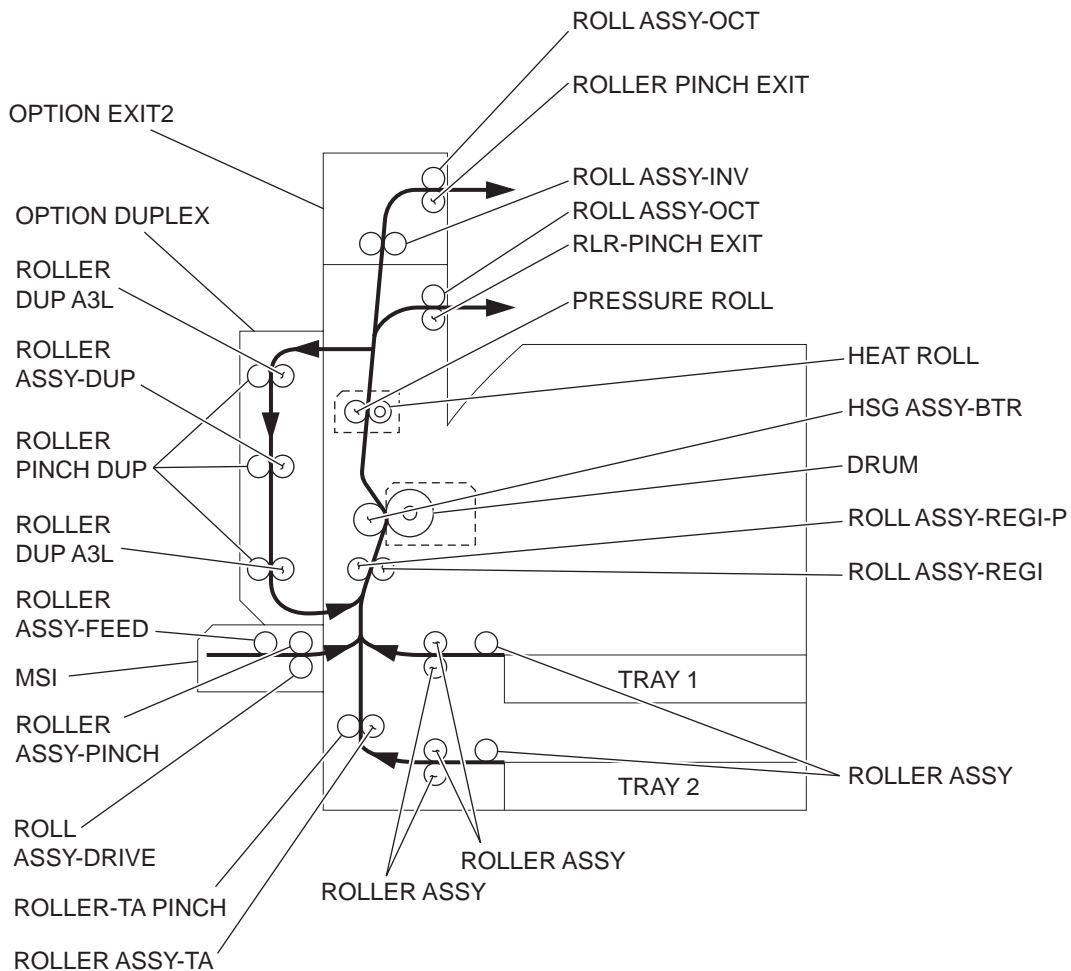 ROLL ASSY-OCT
ROLLER PINCH EXIT
OPTION EXIT2
ROLL ASSY-INV
ROLL ASSY-OCT
OPTION DUPLEX
RLR-PINCH EXIT
ROLLER
DUP A3L
PRESSURE ROLL
ROLLER
ASSY-DUP
HEAT ROLL
HSG ASSY-BTR
ROLLER
PINCH DUP
DRUM
ROLLER
DUP A3L
ROLL ASSY-REGI-P
ROLL ASSY-REGI
ROLLER
ASSY-FEED
MSI
TRAY 1
ROLLER
ASSY-PINCH
ROLLER ASSY
TRAY 2
ROLL
ASSY-DRIVE
ROLLER ASSY
ROLLER ASSY
ROLLER-TA PINCH
ROLLER ASSY-TA